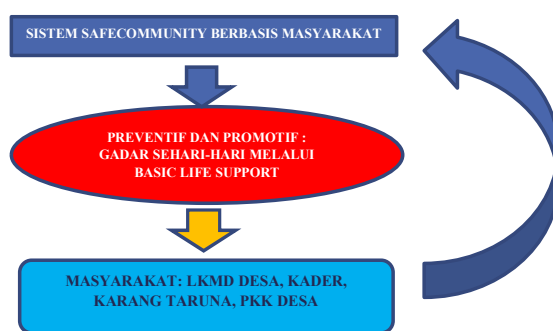 SISTEM SAFECOMMUNITY BERBASIS MASYARAKAT
PREVENTIF DAN PROMOTIF :
GADAR SEHARI-HARI MELALUI
BASIC LIFE SUPPORT
MASYARAKAT: LKMD DESA, KADER,
KARANG TARUNA, PKK DESA